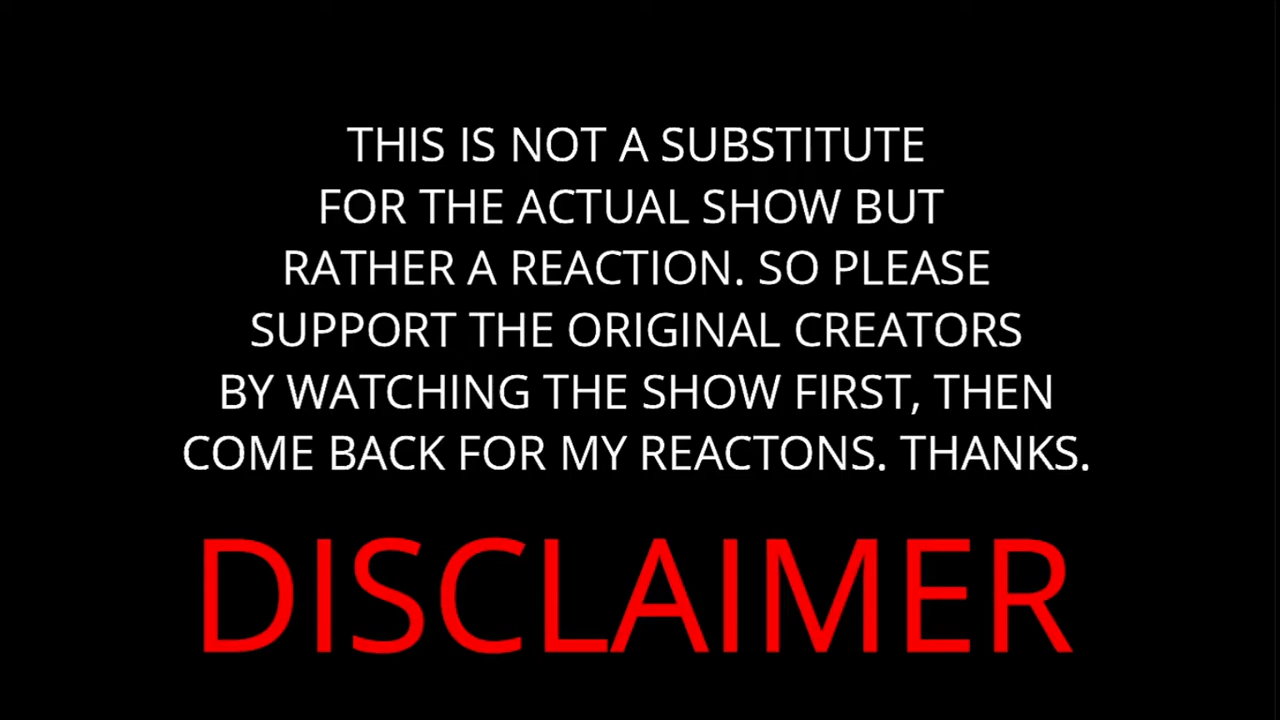 THIS IS NOT A SUBSTITUTE
FOR THE ACTUAL SHOW BUT
RATHER A REACTION. SO PLEASE
SUPPORT THE ORIGINAL CREATORS
BY WATCHING THE SHOW FIRST, THEN
COME BACK FOR MY REACTONS. THANKS.
DISCLAIMER